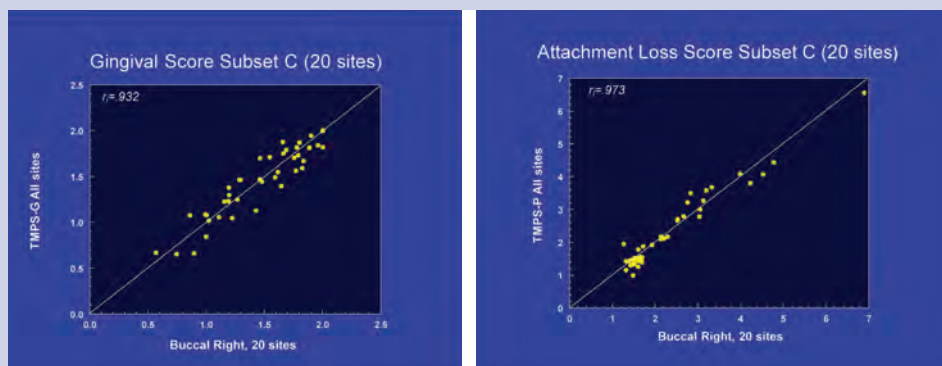 Gingival Score Subset C (20 sites)
rᵢ=.932
TMPS-G All sites
2.5
2.0
1.5
1.0
0.5
0.0
0.0 0.5 1.0 1.5 2.0 2.5
Buccal Right, 20 sites
Attachment Loss Score Subset C (20 sites)
rᵢ=.973
TMPS-P All sites
7
6
5
4
3
2
1
0
0 1 2 3 4 5 6 7
Buccal Right, 20 sites